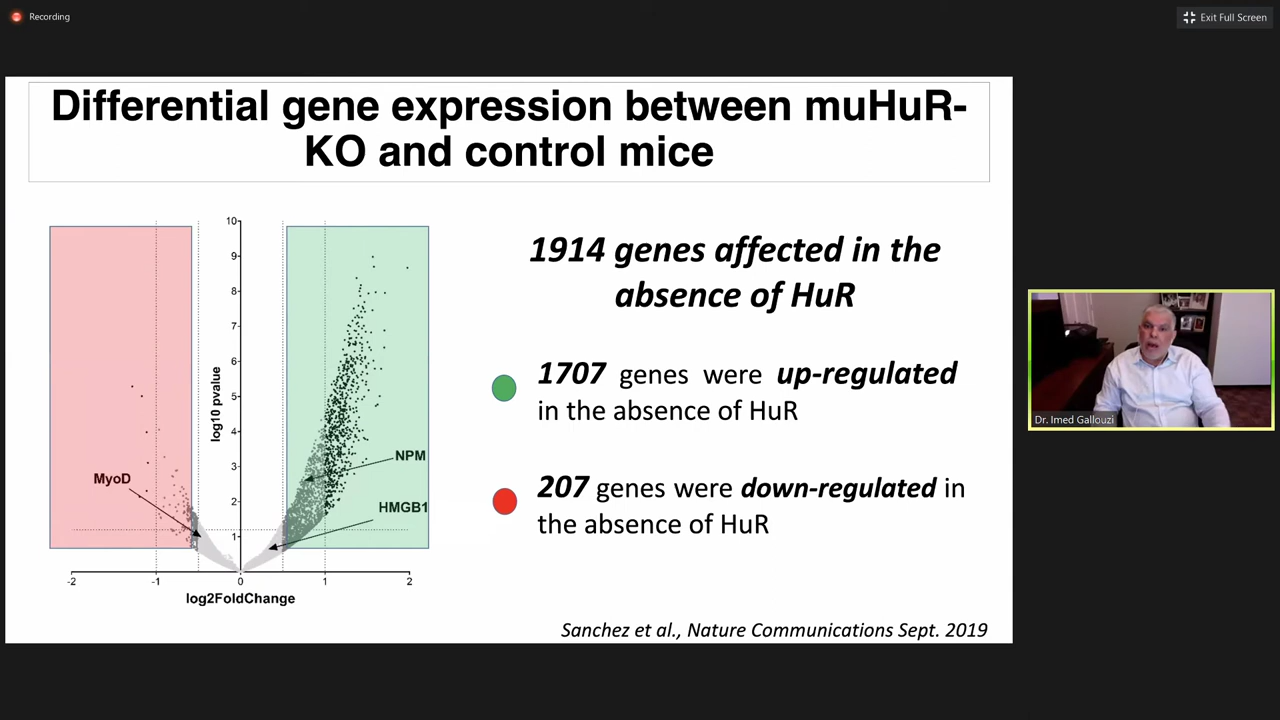 Recording
Exit Full Screen
Differential gene expression between muHuR-
KO and control mice
10
9
8
7
6
5
4
3
2
1
log10 pvalue
MyoD
NPM
HMGB1
-2 -1 0 1 2
log2FoldChange
1914 genes affected in the
absence of HuR
1707 genes were up-regulated
in the absence of HuR
207 genes were down-regulated in
the absence of HuR
Sanchez et al., Nature Communications Sept. 2019
Dr. Imed Gallouzi